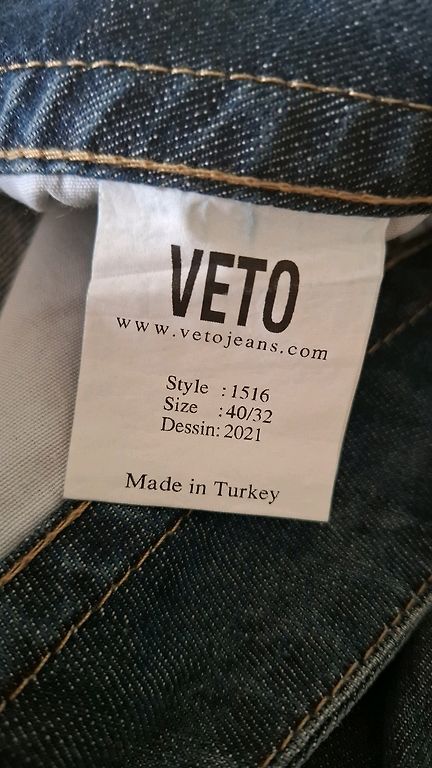 VETO
www.vetojeans.com
Style : 1516
Size : 40/32
Dessin: 2021
Made in Turkey